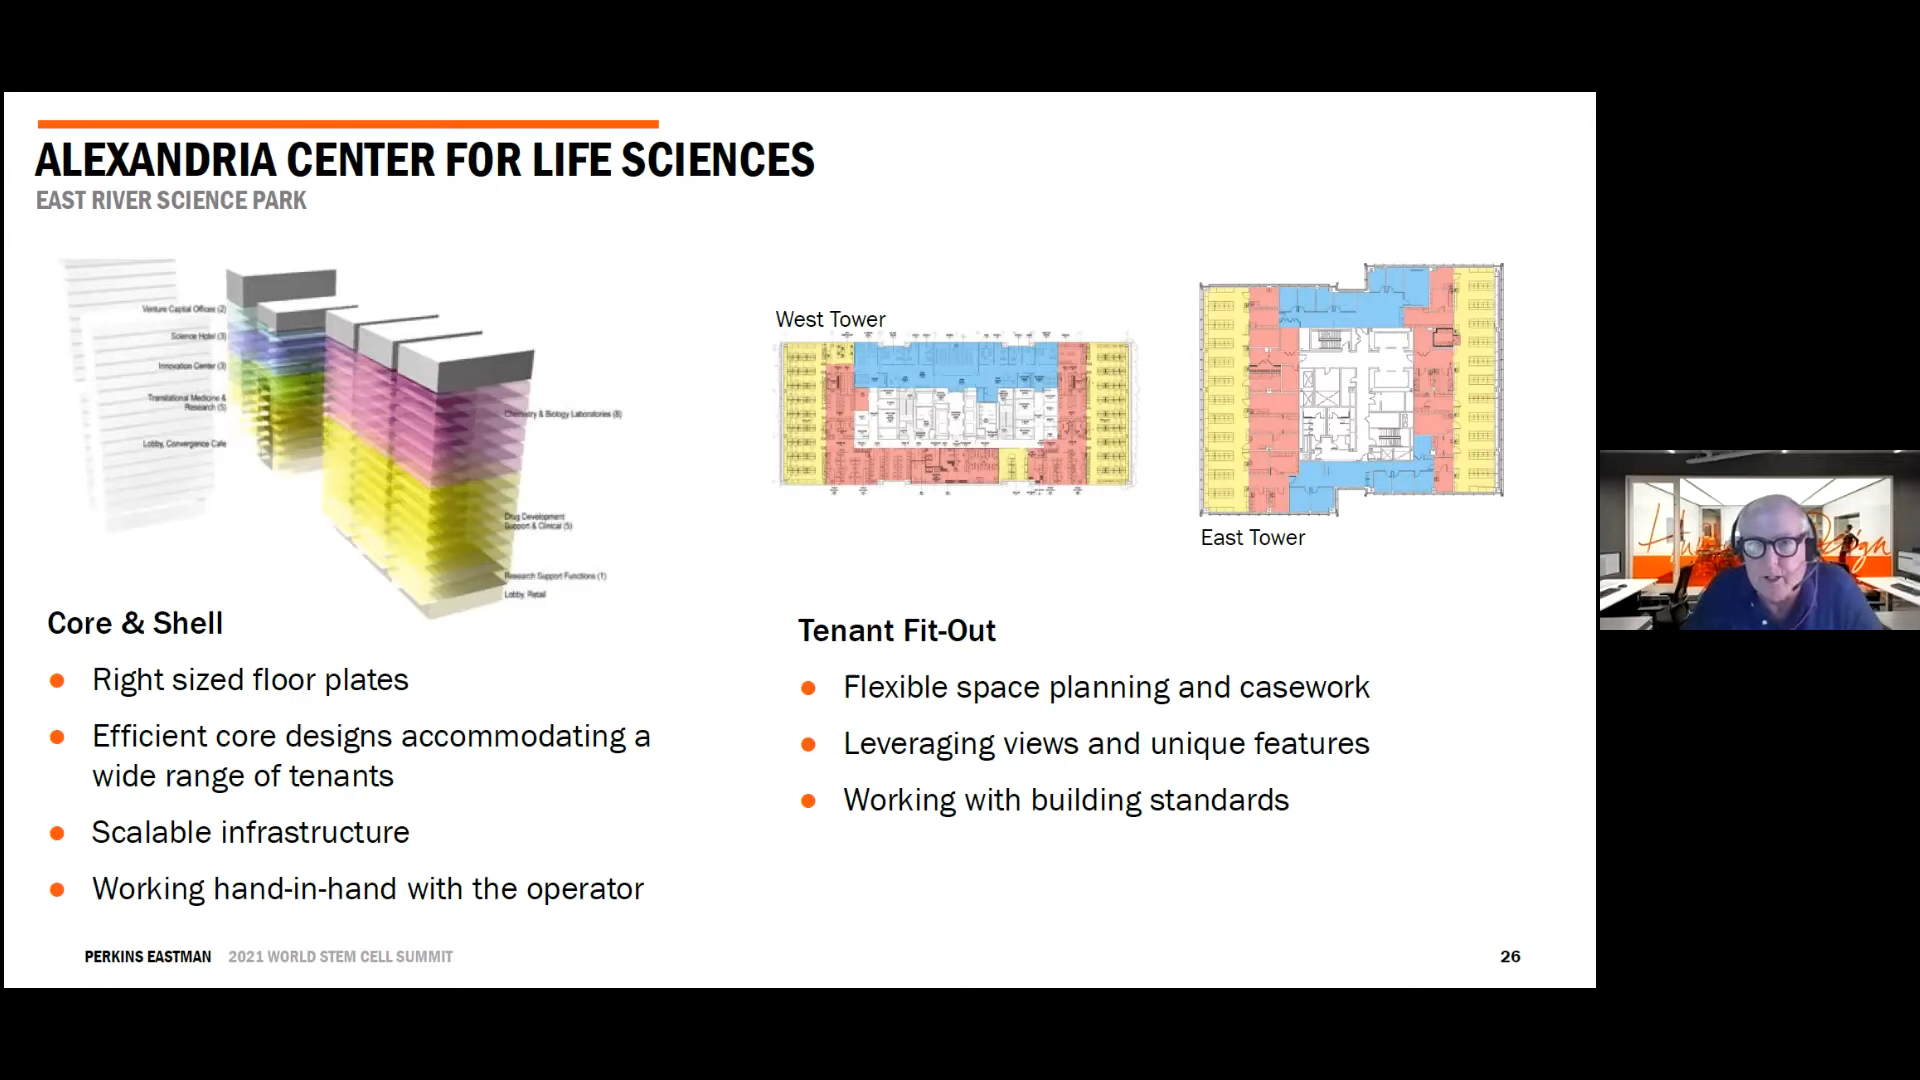 ALEXANDRIA CENTER FOR LIFE SCIENCES
EAST RIVER SCIENCE PARK
Venture Capital Offices (2)
Science Hotel (3)
Innovation Center (3)
Translational Medicine &
Research (5)
Lobby, Convergence Cafe
Chemistry & Biology Laboratories (8)
Drug Development
Support & Clinical (5)
Research Support Functions (1)
Lobby, Retail
West Tower
East Tower
Core & Shell
Right sized floor plates
Efficient core designs accommodating a
wide range of tenants
Scalable infrastructure
Working hand-in-hand with the operator
Tenant Fit-Out
Flexible space planning and casework
Leveraging views and unique features
Working with building standards
PERKINS EASTMAN 2021 WORLD STEM CELL SUMMIT
26